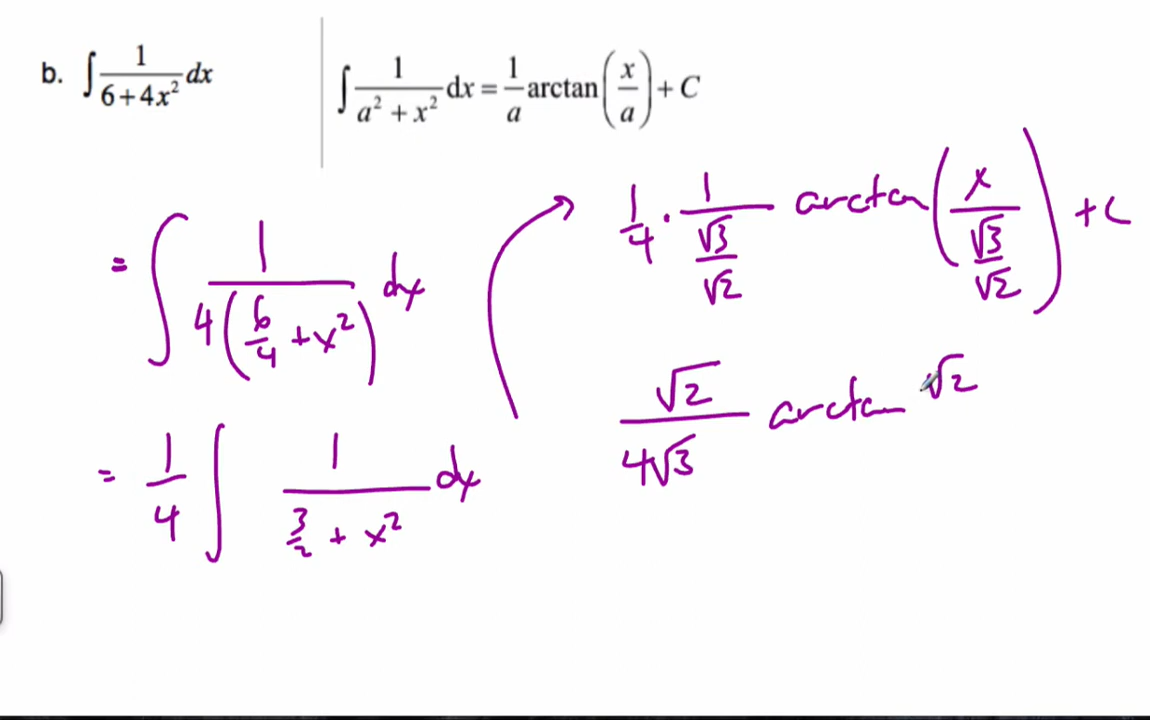 b. ∫ 1/(6+4x²) dx
∫ 1/(a² + x²) dx = 1/a arctan(x/a) + C
= ∫ 1/(4(6/4 + x²)) dx
= 1/4 ∫ 1/(3/2 + x²) dx
1/4 · 1/(√3/√2) arctan(x/(√3/√2)) + C
√2/(4√3) arctan √2